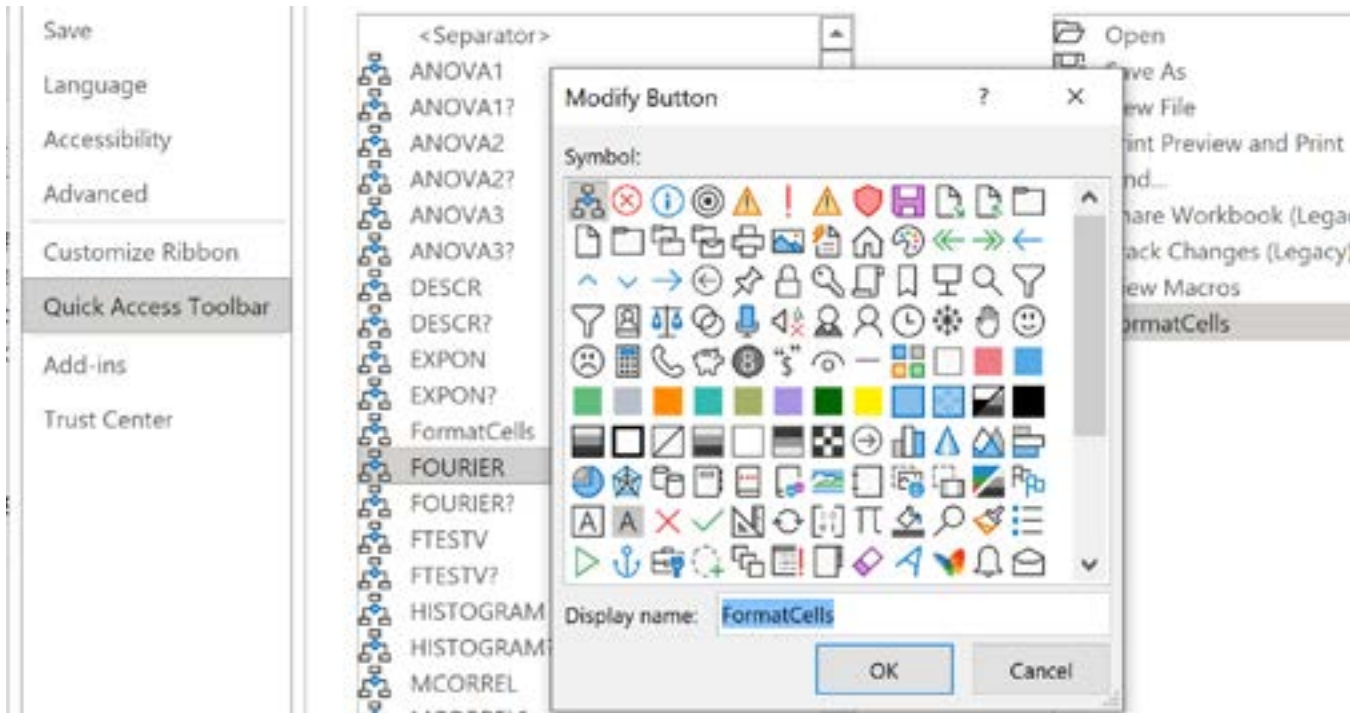 Save
Language
Accessibility
Advanced
Customize Ribbon
Quick Access Toolbar
Add-ins
Trust Center
<Separator>
ANOVA1
ANOVA1?
ANOVA2
ANOVA2?
ANOVA3
ANOVA3?
DESCR
DESCR?
EXPON
EXPON?
FormatCells
FOURIER
FOURIER?
FTESTV
FTESTV?
HISTOGRAM
HISTOGRAM?
MCORREL
Modify Button
?
Symbol:
Display name: FormatCells
OK
Cancel
Open
ave As
ew File
int Preview and Print
nd...
hare Workbook (Legac
ack Changes (Legacy)
ew Macros
ormatCells